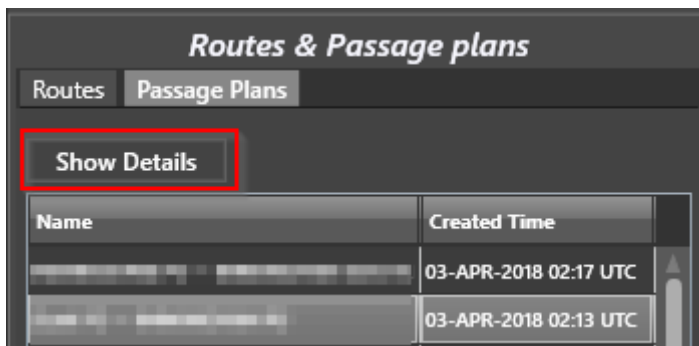 Routes & Passage plans
Routes Passage Plans
Show Details
Name Created Time
03-APR-2018 02:17 UTC
03-APR-2018 02:13 UTC